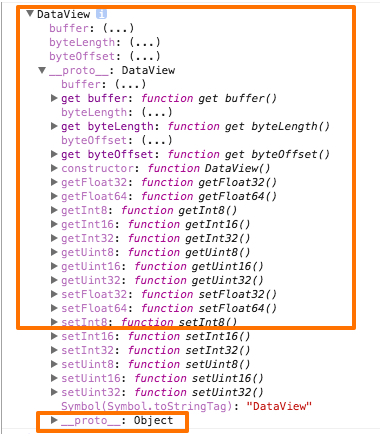 DataView i
buffer: (...)
byteLength: (...)
byteOffset: (...)
__proto__: DataView
buffer: (...)
get buffer: function get buffer()
byteLength: (...)
get byteLength: function get byteLength()
byteOffset: (...)
get byteOffset: function get byteOffset()
constructor: function DataView()
getFloat32: function getFloat32()
getFloat64: function getFloat64()
getInt8: function getInt8()
getInt16: function getInt16()
getInt32: function getInt32()
getUint8: function getUint8()
getUint16: function getUint16()
getUint32: function getUint32()
setFloat32: function setFloat32()
setFloat64: function setFloat64()
setInt8: function setInt8()
setInt16: function setInt16()
setInt32: function setInt32()
setUint8: function setUint8()
setUint16: function setUint16()
setUint32: function setUint32()
Symbol(Symbol.toStringTag): "DataView"
__proto__: Object